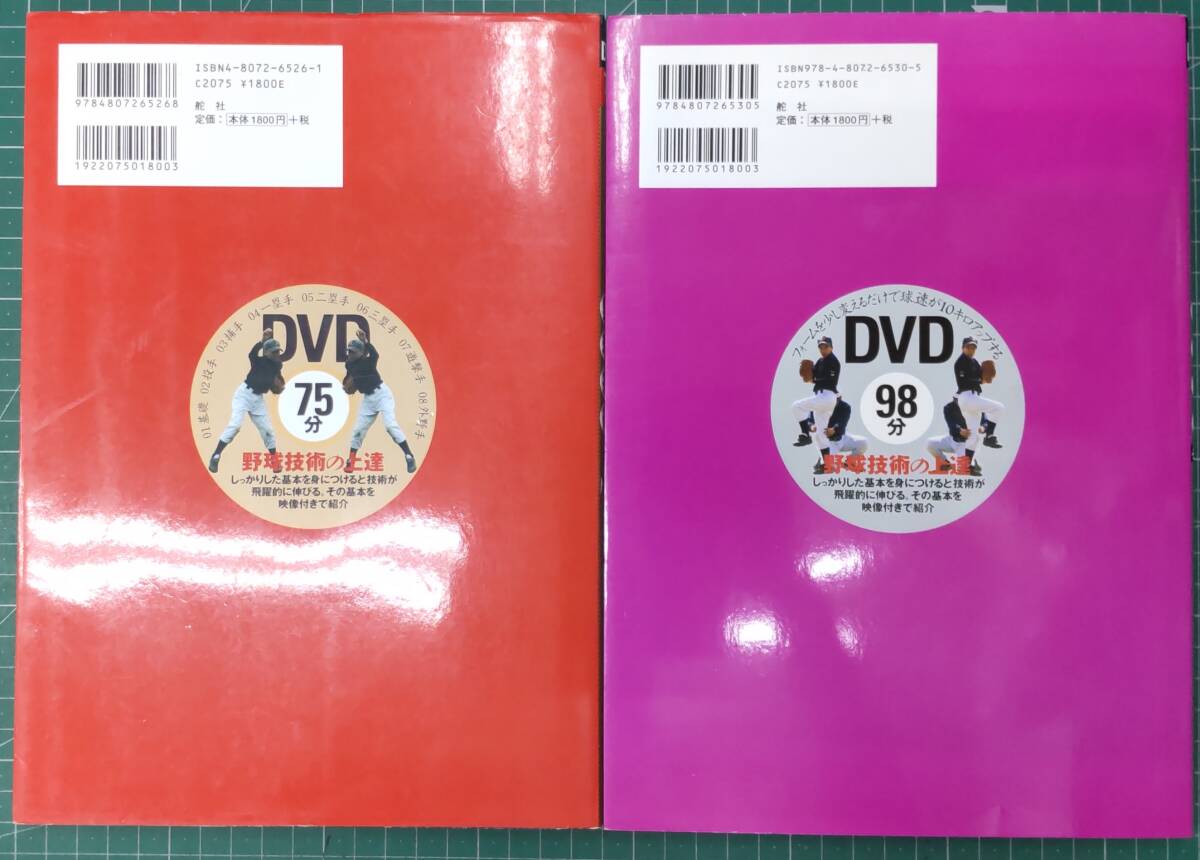 ISBN4-8072-6526-1
C2075 ¥1800E
9784807265268
舵 社
定価：本体1800円＋税
1922075018003
01基礎 02投手 03捕手 04一塁手 05二塁手 06三塁手 07遊撃手 08外野手
DVD
75
分
野球技術の上達
しっかりした基本を身につけると技術が
飛躍的に伸びる。その基本を
映像付きで紹介
ISBN978-4-8072-6530-5
C2075 ¥1800E
9784807265305
舵 社
定価：本体1800円＋税
1922075018003
フォームを少し変えるだけで球速が10キロアップする
DVD
98
分
野球技術の上達
しっかりした基本を身につけると技術が
飛躍的に伸びる。その基本を
映像付きで紹介